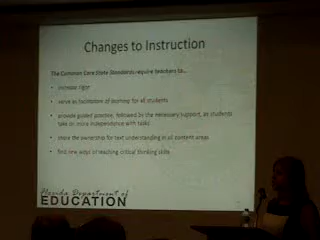 Changes to Instruction
The Common Core State Standards require teachers to...
increase rigor
serve as facilitators of learning for all students
provide guided practice, followed by the necessary support, as students
take on more independence with tasks
share the ownership for text understanding in all content areas
find new ways of teaching critical thinking skills
Florida Department of
EDUCATION